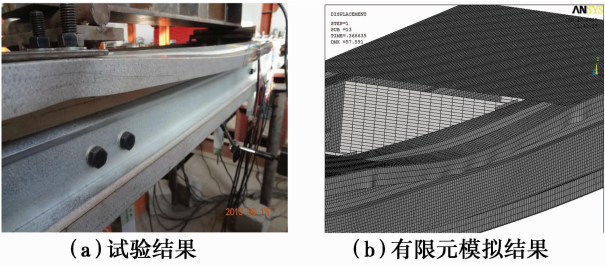 DISPLACEMENT
STEP=1
SUB =13
TIME=.366635
DMX =57.591
ANSYS
(a)试验结果
(b)有限元模拟结果